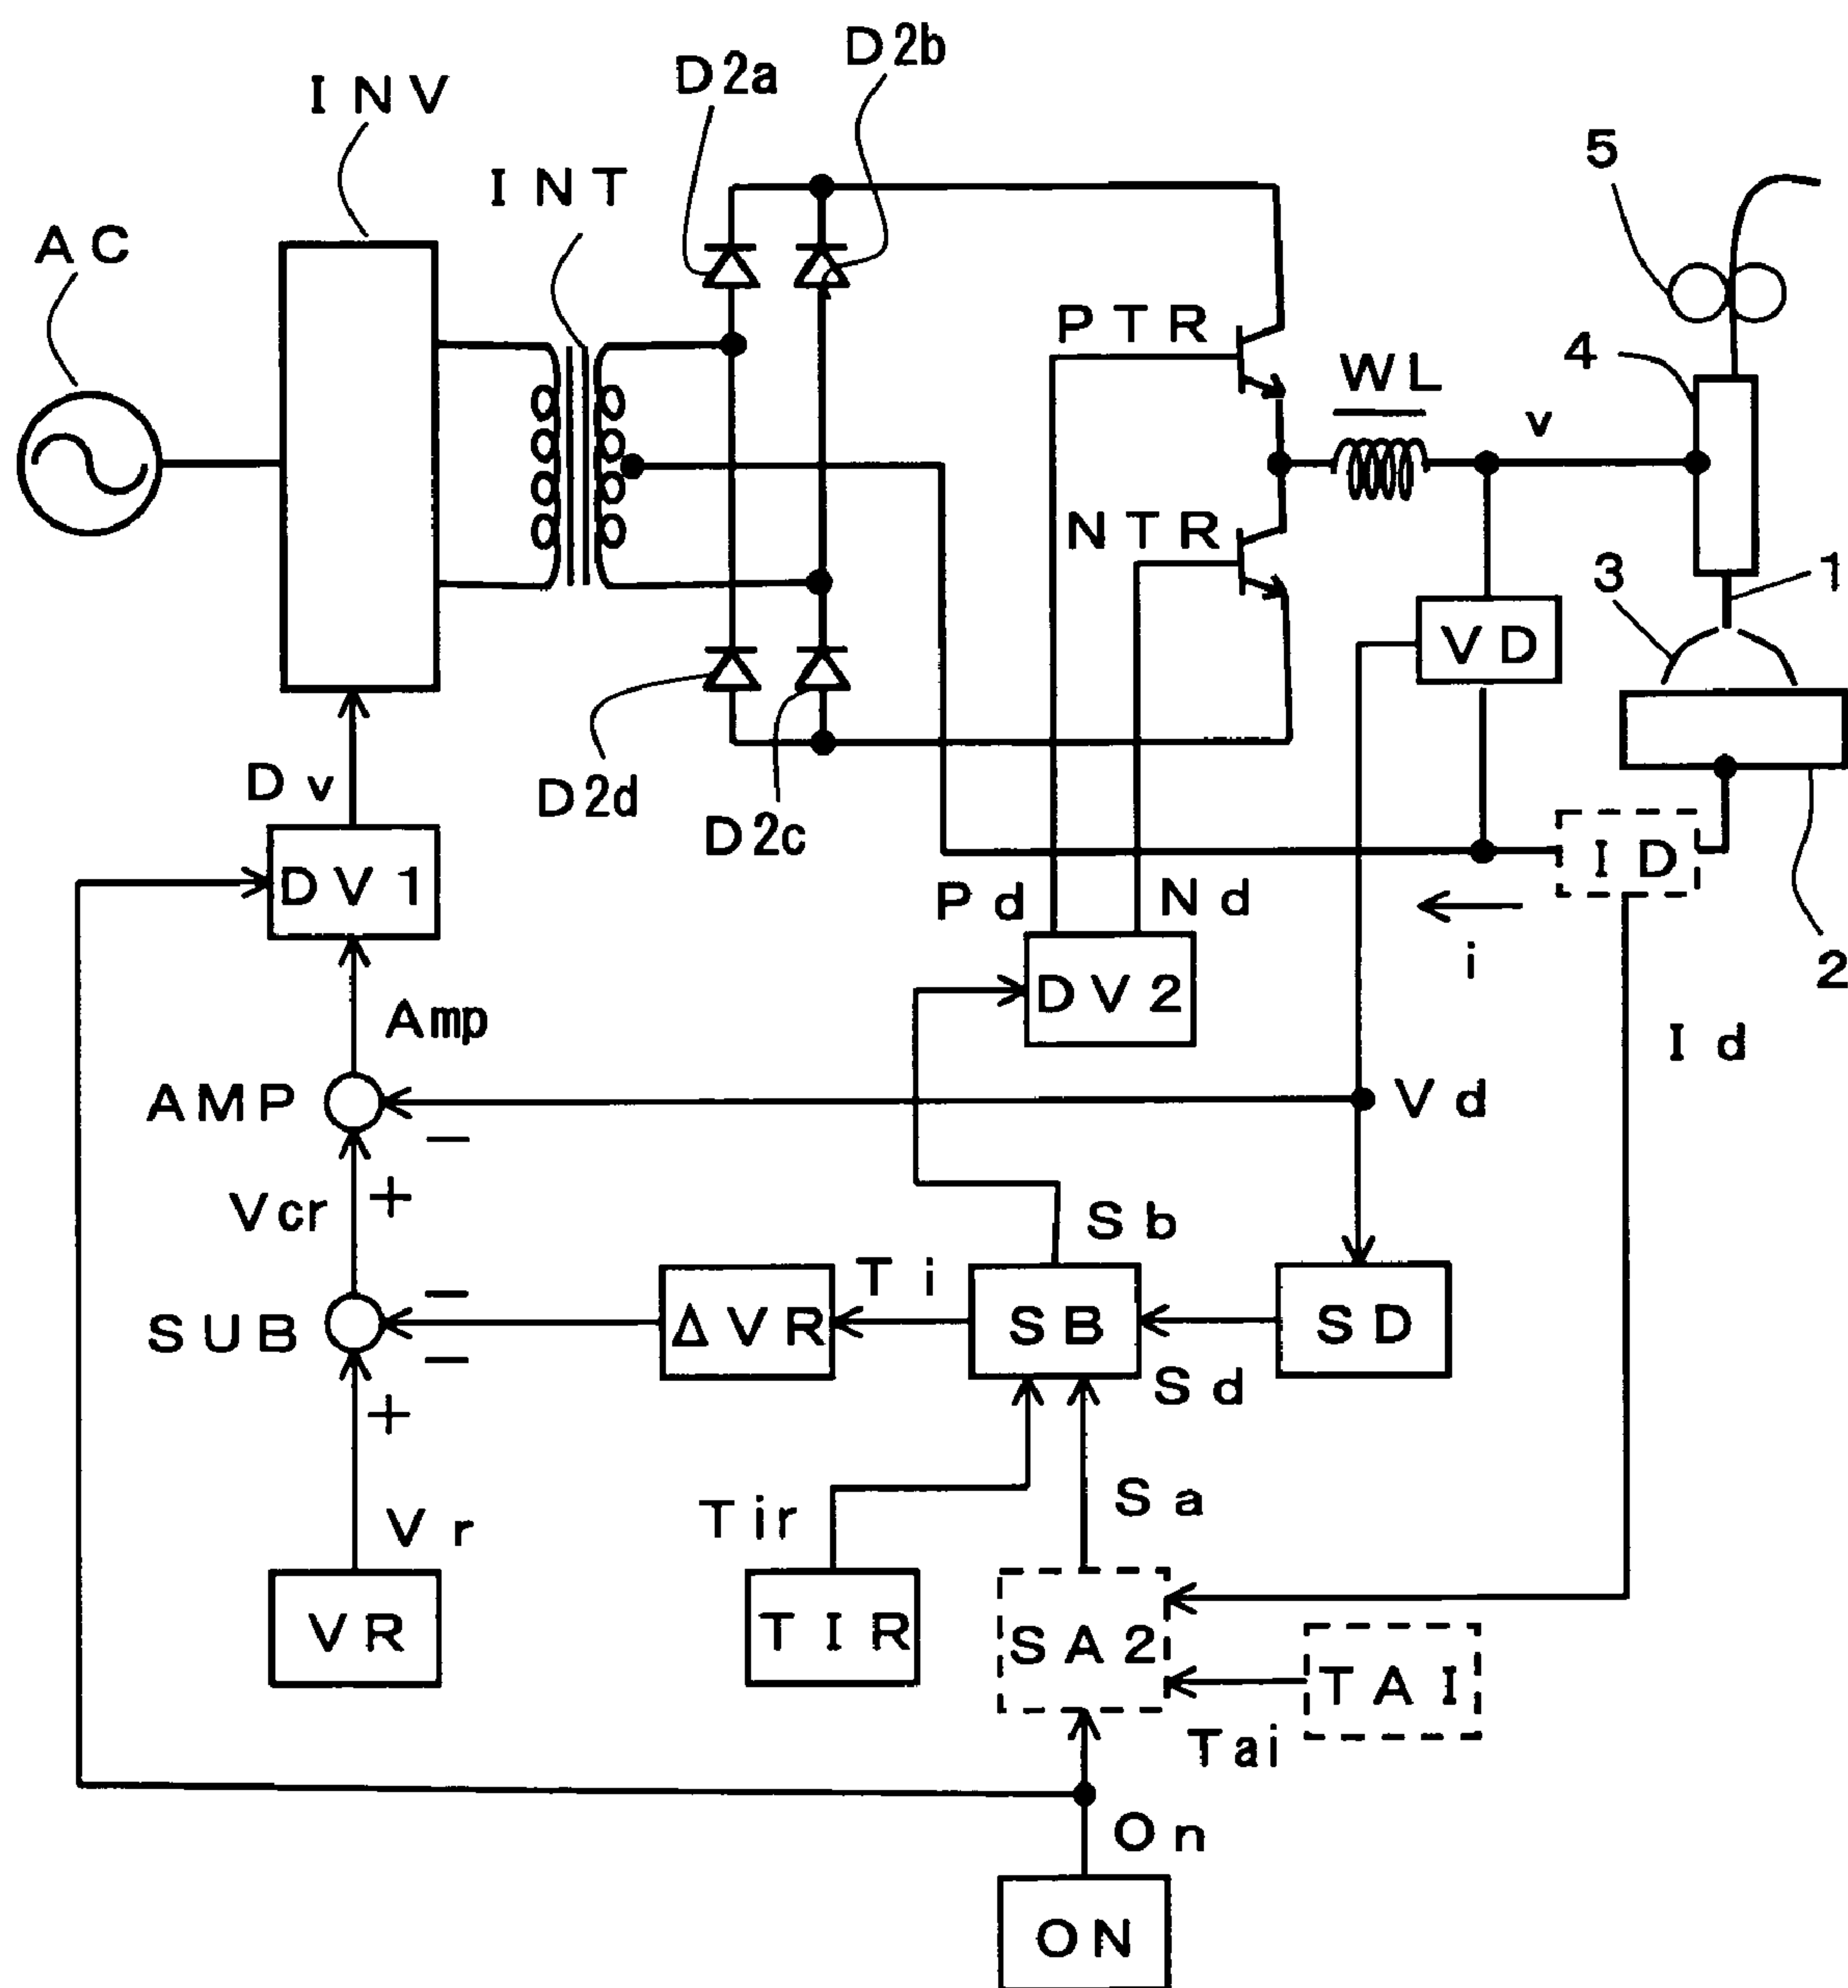 D2b
D2a
INV
5
INT
AC
PTR
4
WL
v
NTR
3
1
VD
Dv
D2d
D2c
ID
DV1
Pd
Nd
i
2
DV2
Amp
Id
AMP
Vd
−
Vcr
+
Sb
Ti
−
SUB
ΔVR
SB
SD
−
Sd
+
Sa
Tir
Vr
VR
TIR
SA2
TAI
Tai
On
ON